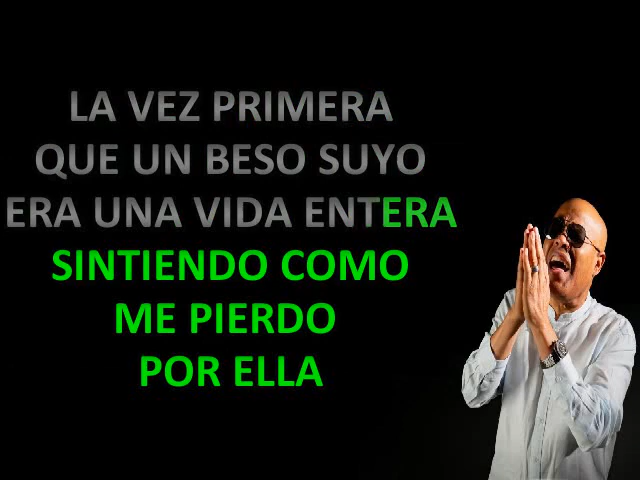 LA VEZ PRIMERA
QUE UN BESO SUYO
ERA UNA VIDA ENTERA
SINTIENDO COMO
ME PIERDO
POR ELLA